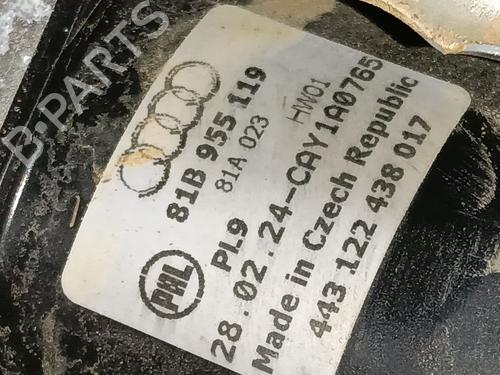 B-PARTS
81B 955 119
81A 023
HW01
PHL
PL9
28.02.24-CAY1A0765
Made in Czech Republic
443 122 438 017